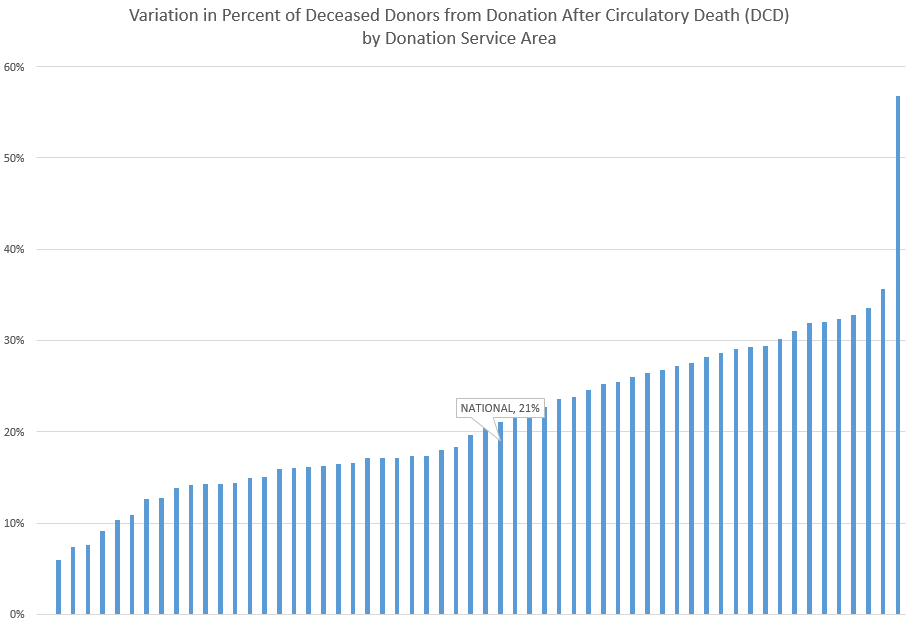 Variation in Percent of Deceased Donors from Donation After Circulatory Death (DCD)
by Donation Service Area
60%
50%
40%
30%
NATIONAL, 21%
20%
10%
0%